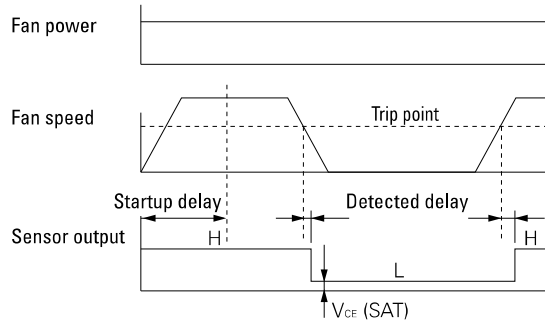 Fan power
Fan speed
Trip point
Startup delay
Detected delay
Sensor output
H
H
L
VCE (SAT)